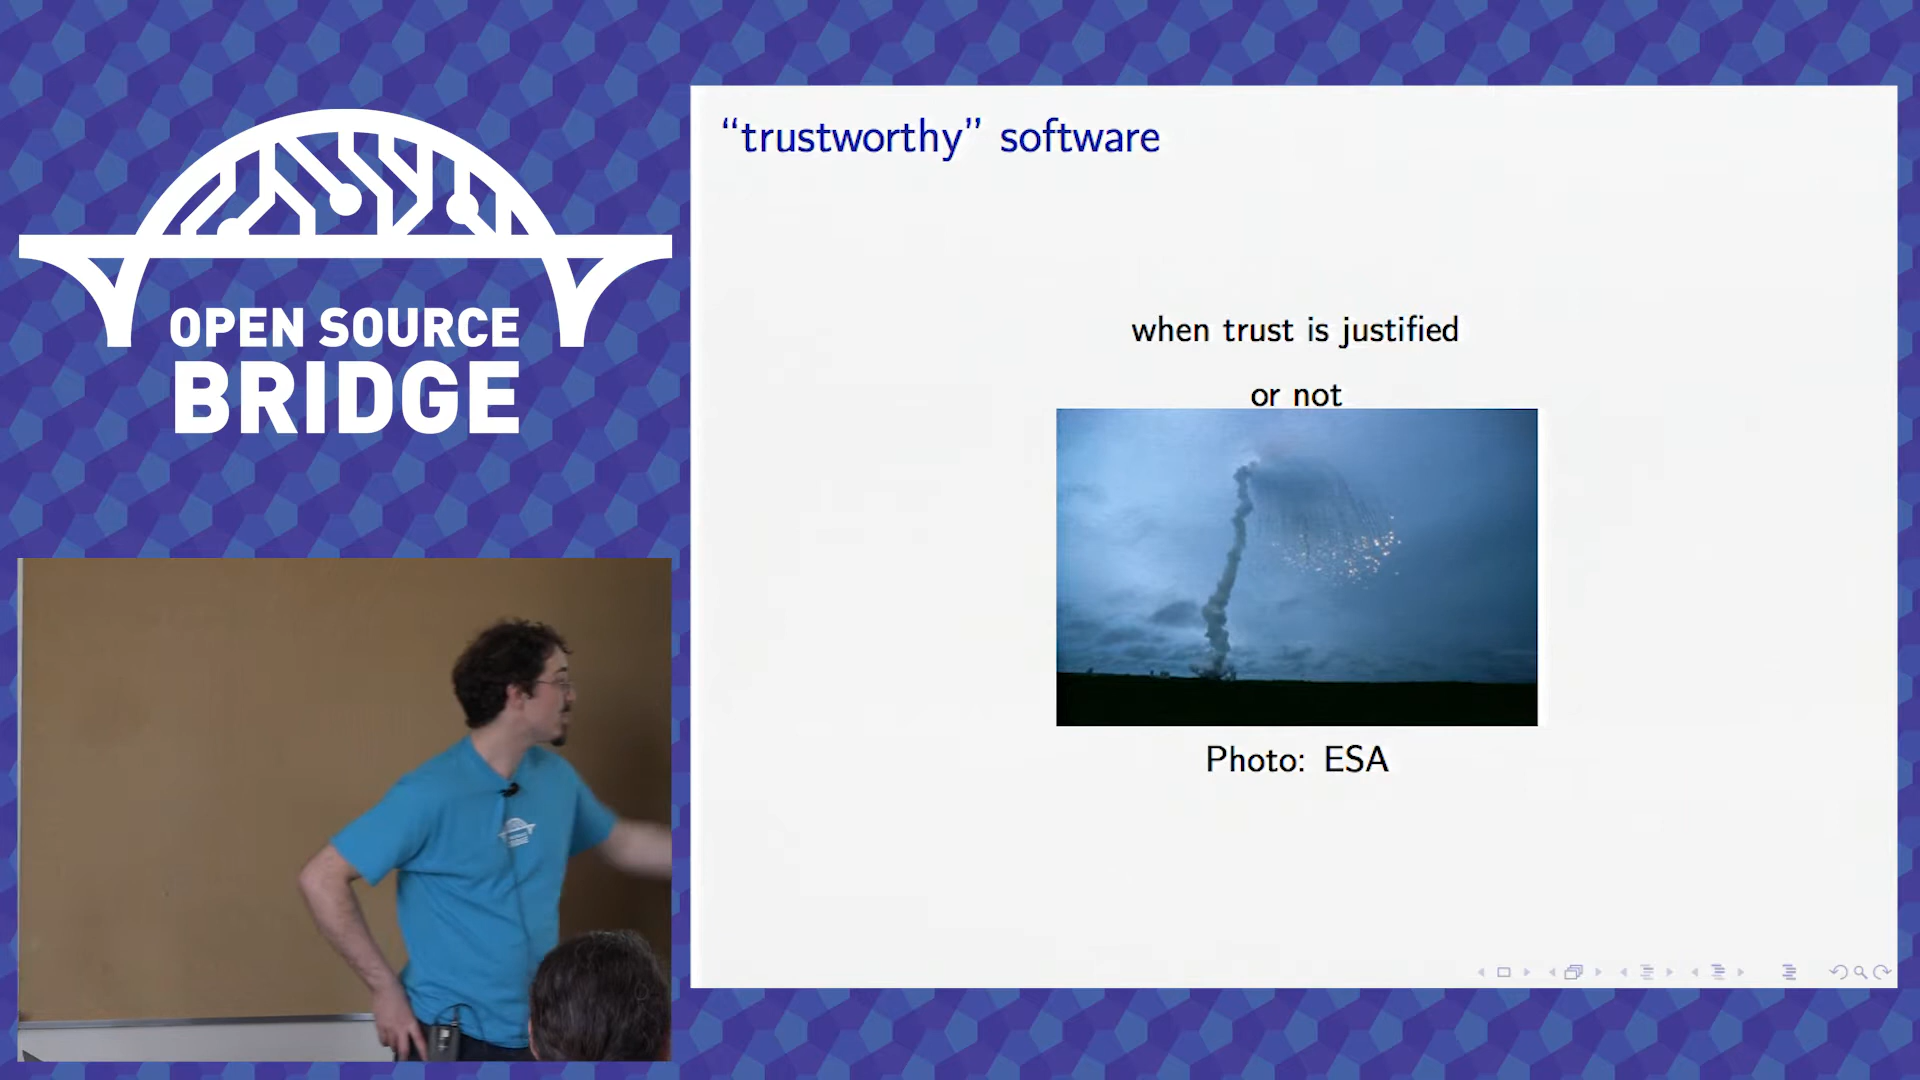 OPEN SOURCE
BRIDGE
“trustworthy” software
when trust is justified
or not
Photo: ESA